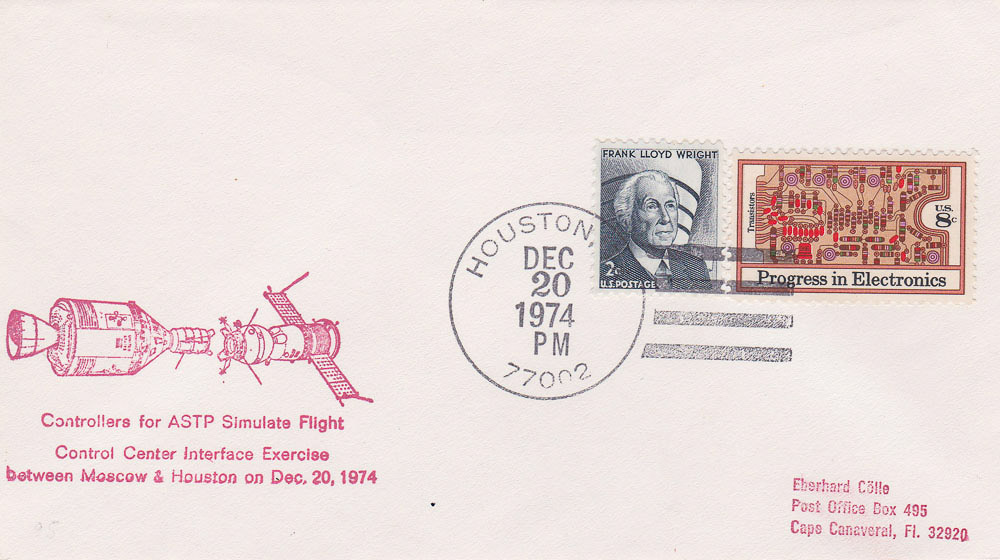 FRANK LLOYD WRIGHT
2c
U.S. POSTAGE
Transistors
U.S.
8c
Progress in Electronics
HOUSTON,
DEC
20
1974
PM
77002
Controllers for ASTP Simulate Flight
Control Center Interface Exercise
between Moscow & Houston on Dec. 20, 1974
Eberhard Cölle
Post Office Box 495
Cape Canaveral, Fl. 32920